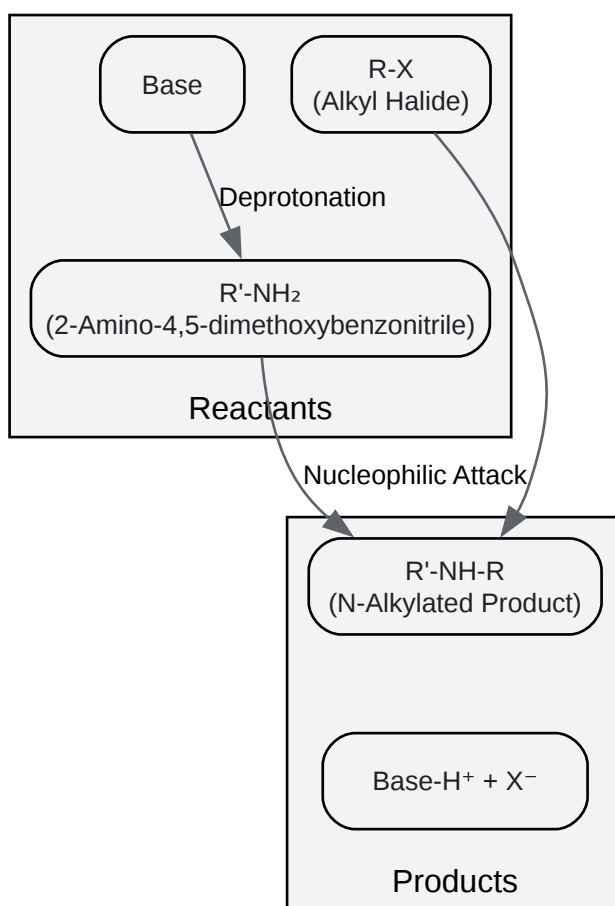 Base
R-X
(Alkyl Halide)
Deprotonation
R'-NH₂
(2-Amino-4,5-dimethoxybenzonitrile)
Reactants
Nucleophilic Attack
R'-NH-R
(N-Alkylated Product)
Base-H⁺ + X⁻
Products